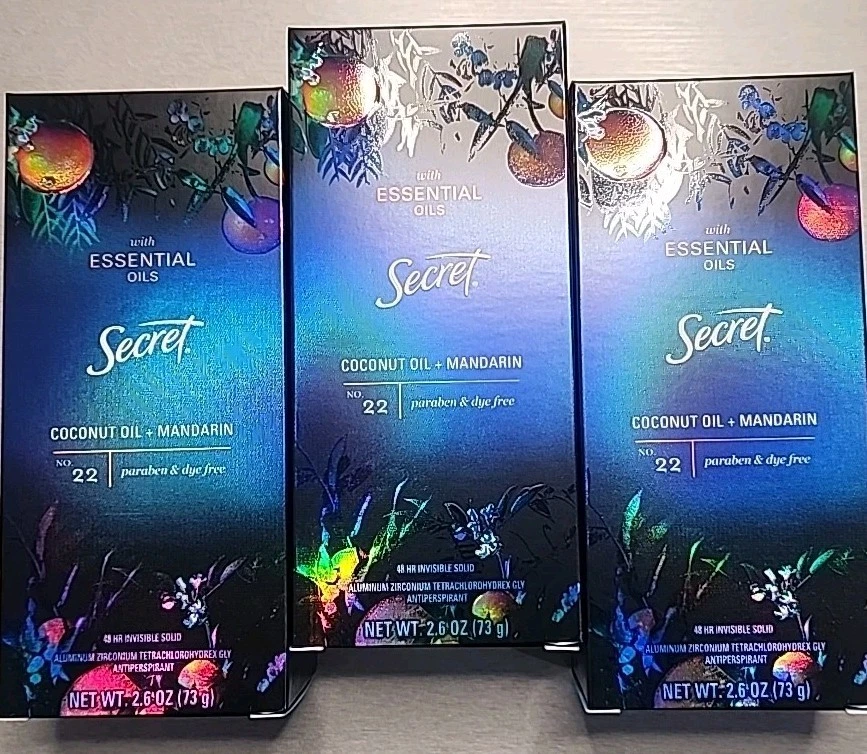 with
ESSENTIAL
OILS
Secret.
COCONUT OIL + MANDARIN
NO.
22
paraben & dye free
48 HR INVISIBLE SOLID
ALUMINUM ZIRCONIUM TETRACHLOROHYDREX GLY
ANTIPERSPIRANT
NET WT. 2.6 OZ (73 g)
with
ESSENTIAL
OILS
Secret.
COCONUT OIL + MANDARIN
NO.
22
paraben & dye free
48 HR INVISIBLE SOLID
ALUMINUM ZIRCONIUM TETRACHLOROHYDREX GLY
ANTIPERSPIRANT
NET WT. 2.6 OZ (73 g)
with
ESSENTIAL
OILS
Secret.
COCONUT OIL + MANDARIN
NO.
22
paraben & dye free
48 HR INVISIBLE SOLID
ALUMINUM ZIRCONIUM TETRACHLOROHYDREX GLY
ANTIPERSPIRANT
NET WT. 2.6 OZ (73 g)